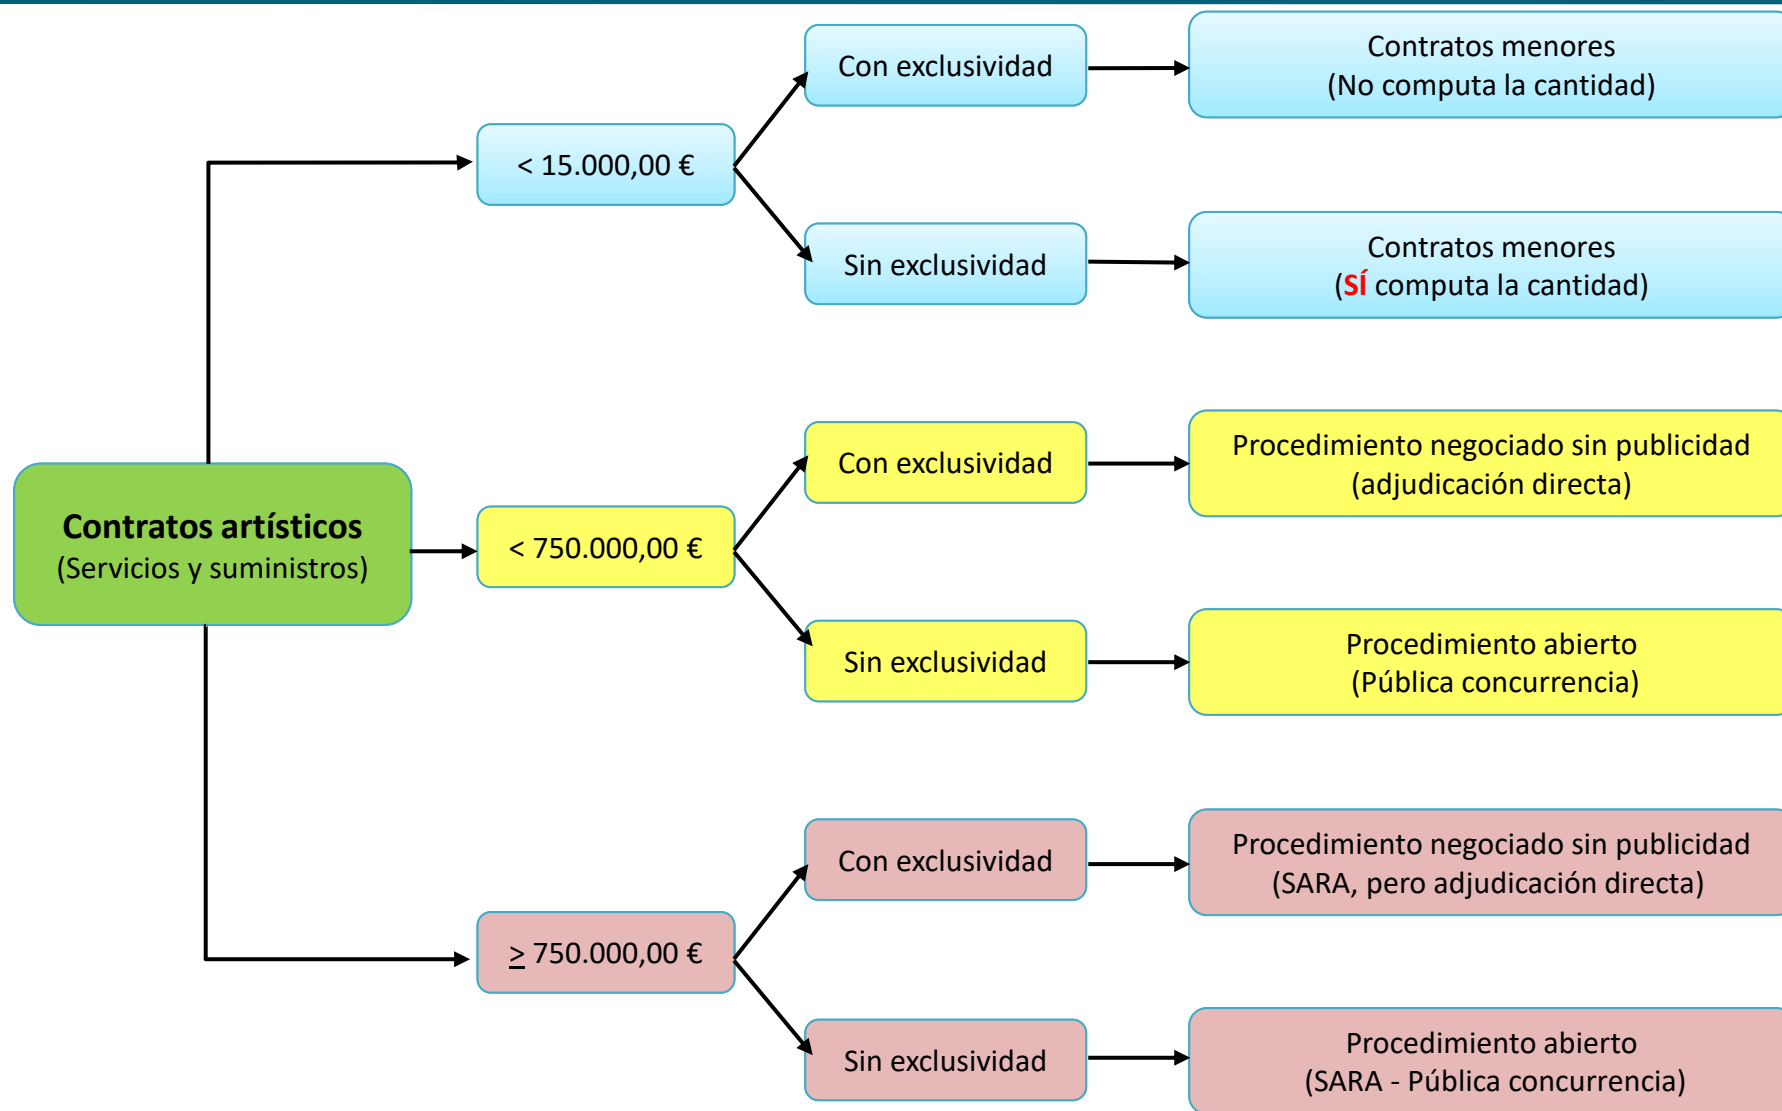 Contratos artísticos
(Servicios y suministros)
< 15.000,00 €
Con exclusividad
Contratos menores
(No computa la cantidad)
Sin exclusividad
Contratos menores
(SÍ computa la cantidad)
< 750.000,00 €
Con exclusividad
Procedimiento negociado sin publicidad
(adjudicación directa)
Sin exclusividad
Procedimiento abierto
(Pública concurrencia)
≥ 750.000,00 €
Con exclusividad
Procedimiento negociado sin publicidad
(SARA, pero adjudicación directa)
Sin exclusividad
Procedimiento abierto
(SARA - Pública concurrencia)